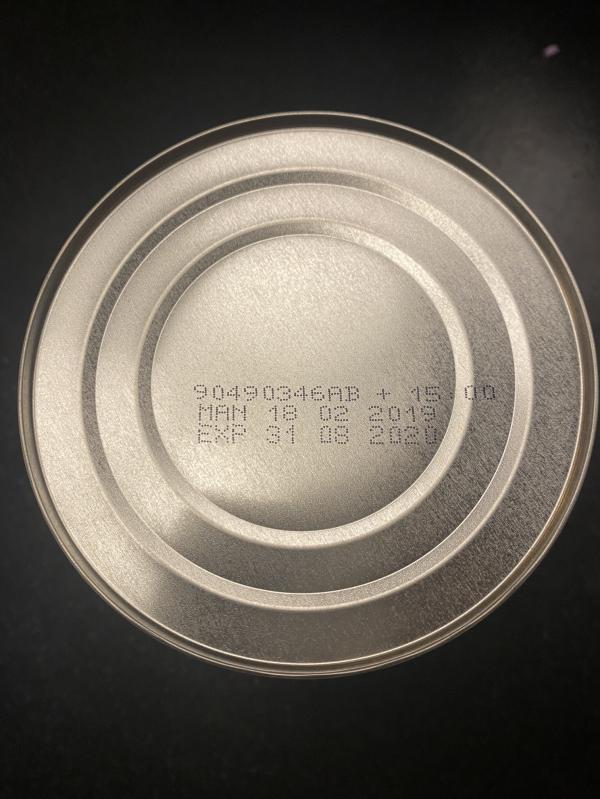 90490346AB + 15:00
MAN 18 02 2019
EXP 31 08 2020